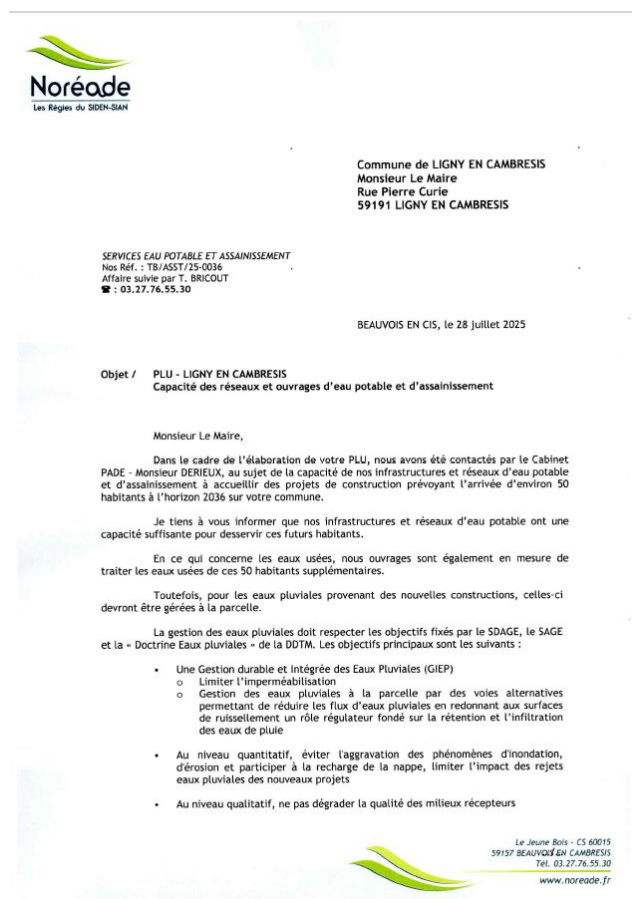 Noréade
Les Régies du SIDEN-SIAN
Commune de LIGNY EN CAMBRESIS
Monsieur Le Maire
Rue Pierre Curie
59191 LIGNY EN CAMBRESIS
SERVICES EAU POTABLE ET ASSAINISSEMENT
Nos Réf. : TB/ASST/25-0036
Affaire suivie par T. BRICOUT
☎ : 03.27.76.55.30
BEAUVOIS EN CIS, le 28 juillet 2025
Objet / PLU - LIGNY EN CAMBRESIS
Capacité des réseaux et ouvrages d'eau potable et d'assainissement
Monsieur Le Maire,
Dans le cadre de l'élaboration de votre PLU, nous avons été contactés par le Cabinet
PADE - Monsieur DERIEUX, au sujet de la capacité de nos infrastructures et réseaux d'eau potable
et d'assainissement à accueillir des projets de construction prévoyant l'arrivée d'environ 50
habitants à l'horizon 2036 sur votre commune.
Je tiens à vous informer que nos infrastructures et réseaux d'eau potable ont une
capacité suffisante pour desservir ces futurs habitants.
En ce qui concerne les eaux usées, nous ouvrages sont également en mesure de
traiter les eaux usées de ces 50 habitants supplémentaires.
Toutefois, pour les eaux pluviales provenant des nouvelles constructions, celles-ci
devront être gérées à la parcelle.
La gestion des eaux pluviales doit respecter les objectifs fixés par le SDAGE, le SAGE
et la « Doctrine Eaux pluviales » de la DDTM. Les objectifs principaux sont les suivants :
• Une Gestion durable et Intégrée des Eaux Pluviales (GIEP)
o Limiter l'imperméabilisation
o Gestion des eaux pluviales à la parcelle par des voies alternatives
permettant de réduire les flux d'eaux pluviales en redonnant aux surfaces
de ruissellement un rôle régulateur fondé sur la rétention et l'infiltration
des eaux de pluie
• Au niveau quantitatif, éviter l'aggravation des phénomènes d'inondation,
d'érosion et participer à la recharge de la nappe, limiter l'impact des rejets
eaux pluviales des nouveaux projets
• Au niveau qualitatif, ne pas dégrader la qualité des milieux récepteurs
Le Jeune Bois - CS 60015
59157 BEAUVOIS EN CAMBRESIS
Tél. 03.27.76.55.30
www.noreade.fr